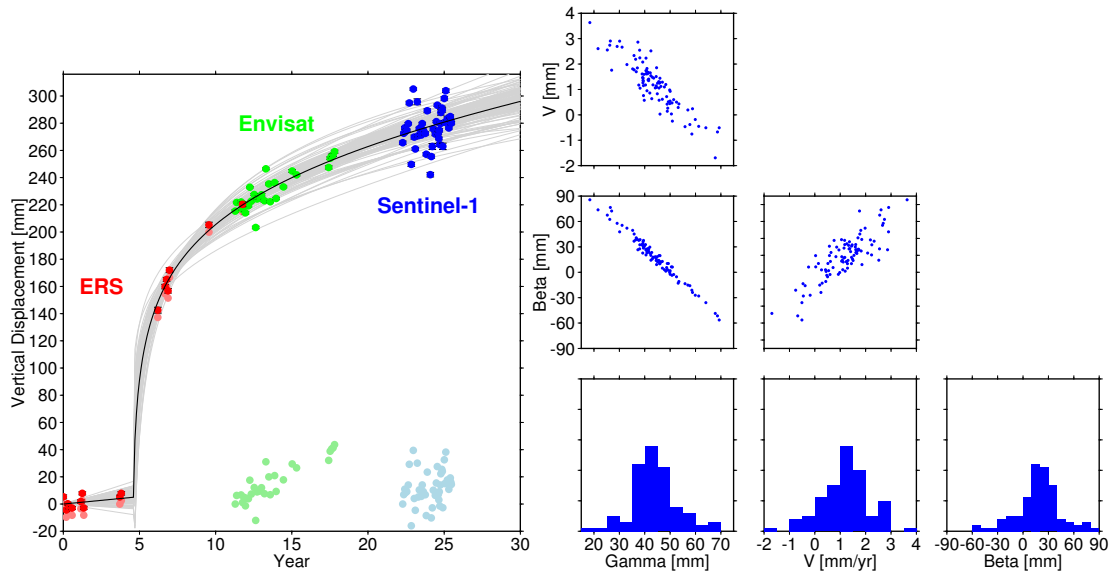 300
280
260
240
220
200
180
160
140
120
100
80
60
40
20
0
-20
Vertical Displacement [mm]
Envisat
Sentinel-1
ERS
0 5 10 15 20 25 30
Year
4
3
2
1
0
-1
-2
V [mm]
90
60
30
0
-30
-60
-90
Beta [mm]
20 30 40 50 60 70
Gamma [mm]
-2 -1 0 1 2 3 4
V [mm/yr]
-90 -60 -30 0 30 60 90
Beta [mm]